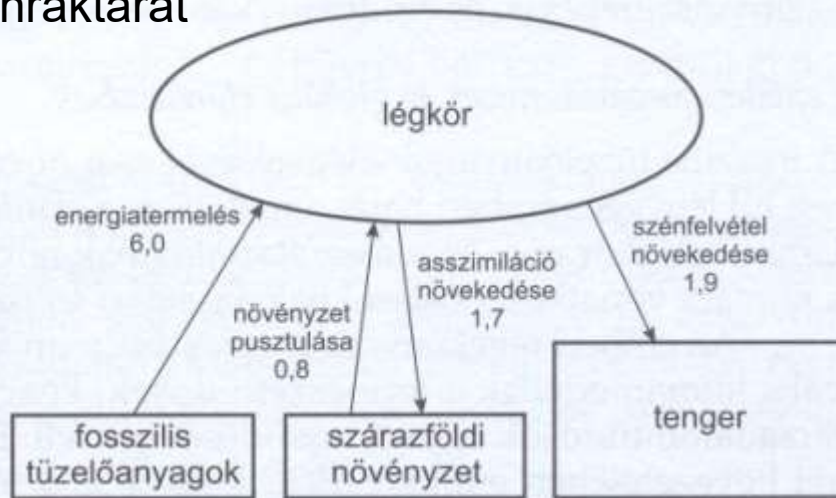 légkör
energiatermelés
6,0
növényzet
pusztulása
0,8
asszimiláció
növekedése
1,7
szénfelvétel
növekedése
1,9
fosszilis
tüzelőanyagok
szárazföldi
növényzet
tenger